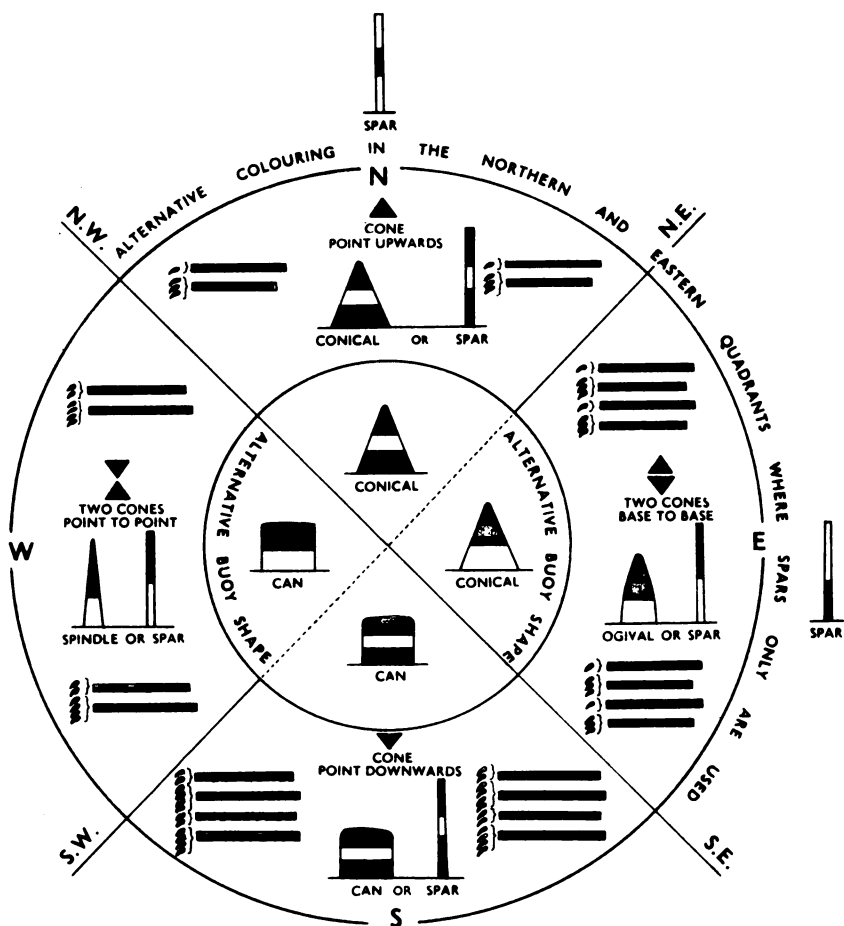 SPAR
ALTERNATIVE COLOURING IN THE NORTHERN AND EASTERN QUADRANTS WHERE SPARS ONLY ARE USED
N
N.W.
N.E.
CONE
POINT UPWARDS
CONICAL OR SPAR
ALTERNATIVE BUOY SHAPE
CONICAL
ALTERNATIVE BUOY SHAPE
TWO CONES
POINT TO POINT
TWO CONES
BASE TO BASE
W
E
CAN
CONICAL
SPINDLE OR SPAR
OGIVAL OR SPAR
SPAR
CAN
CONE
POINT DOWNWARDS
S.W.
S.E.
CAN OR SPAR
S